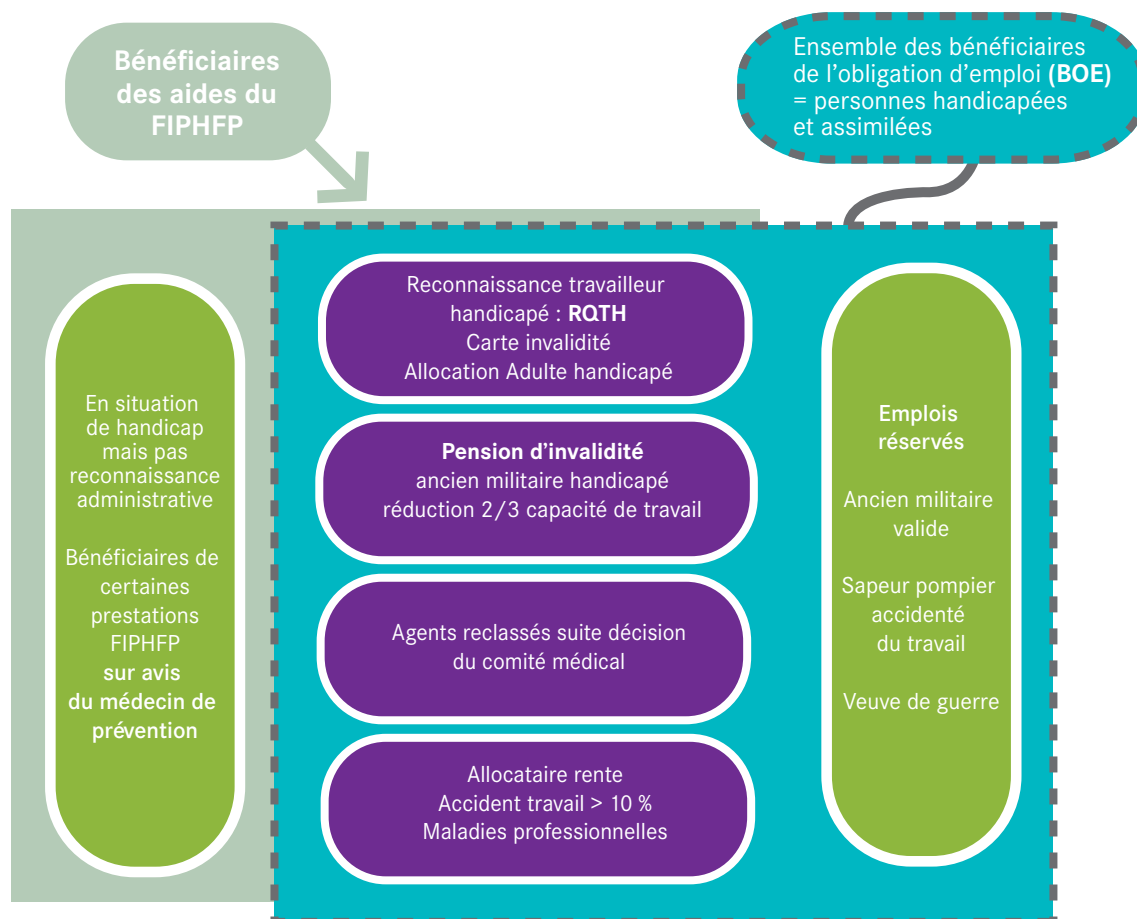 Bénéficiaires
des aides du
FIPHFP
Ensemble des bénéficiaires
de l'obligation d'emploi (BOE)
= personnes handicapées
et assimilées
En situation
de handicap
mais pas
reconnaissance
administrative
Bénéficiaires de
certaines
prestations
FIPHFP
sur avis
du médecin de
prévention
Reconnaissance travailleur
handicapé : RQTH
Carte invalidité
Allocation Adulte handicapé
Pension d'invalidité
ancien militaire handicapé
réduction 2/3 capacité de travail
Agents reclassés suite décision
du comité médical
Allocataire rente
Accident travail > 10 %
Maladies professionnelles
Emplois
réservés
Ancien militaire
valide
Sapeur pompier
accidenté
du travail
Veuve de guerre